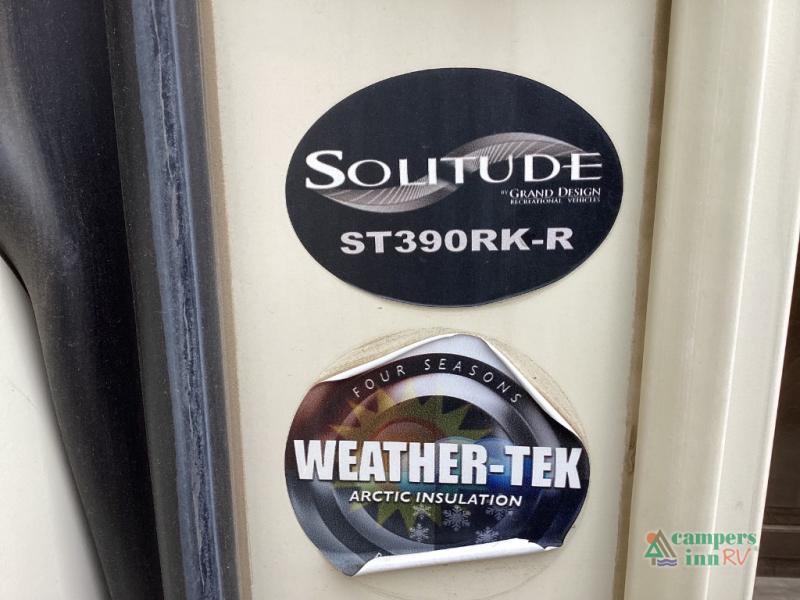 SOLITUDE
BY GRAND DESIGN
RECREATIONAL VEHICLES
ST390RK-R
FOUR SEASONS
WEATHER-TEK
ARCTIC INSULATION
campers
inn RV